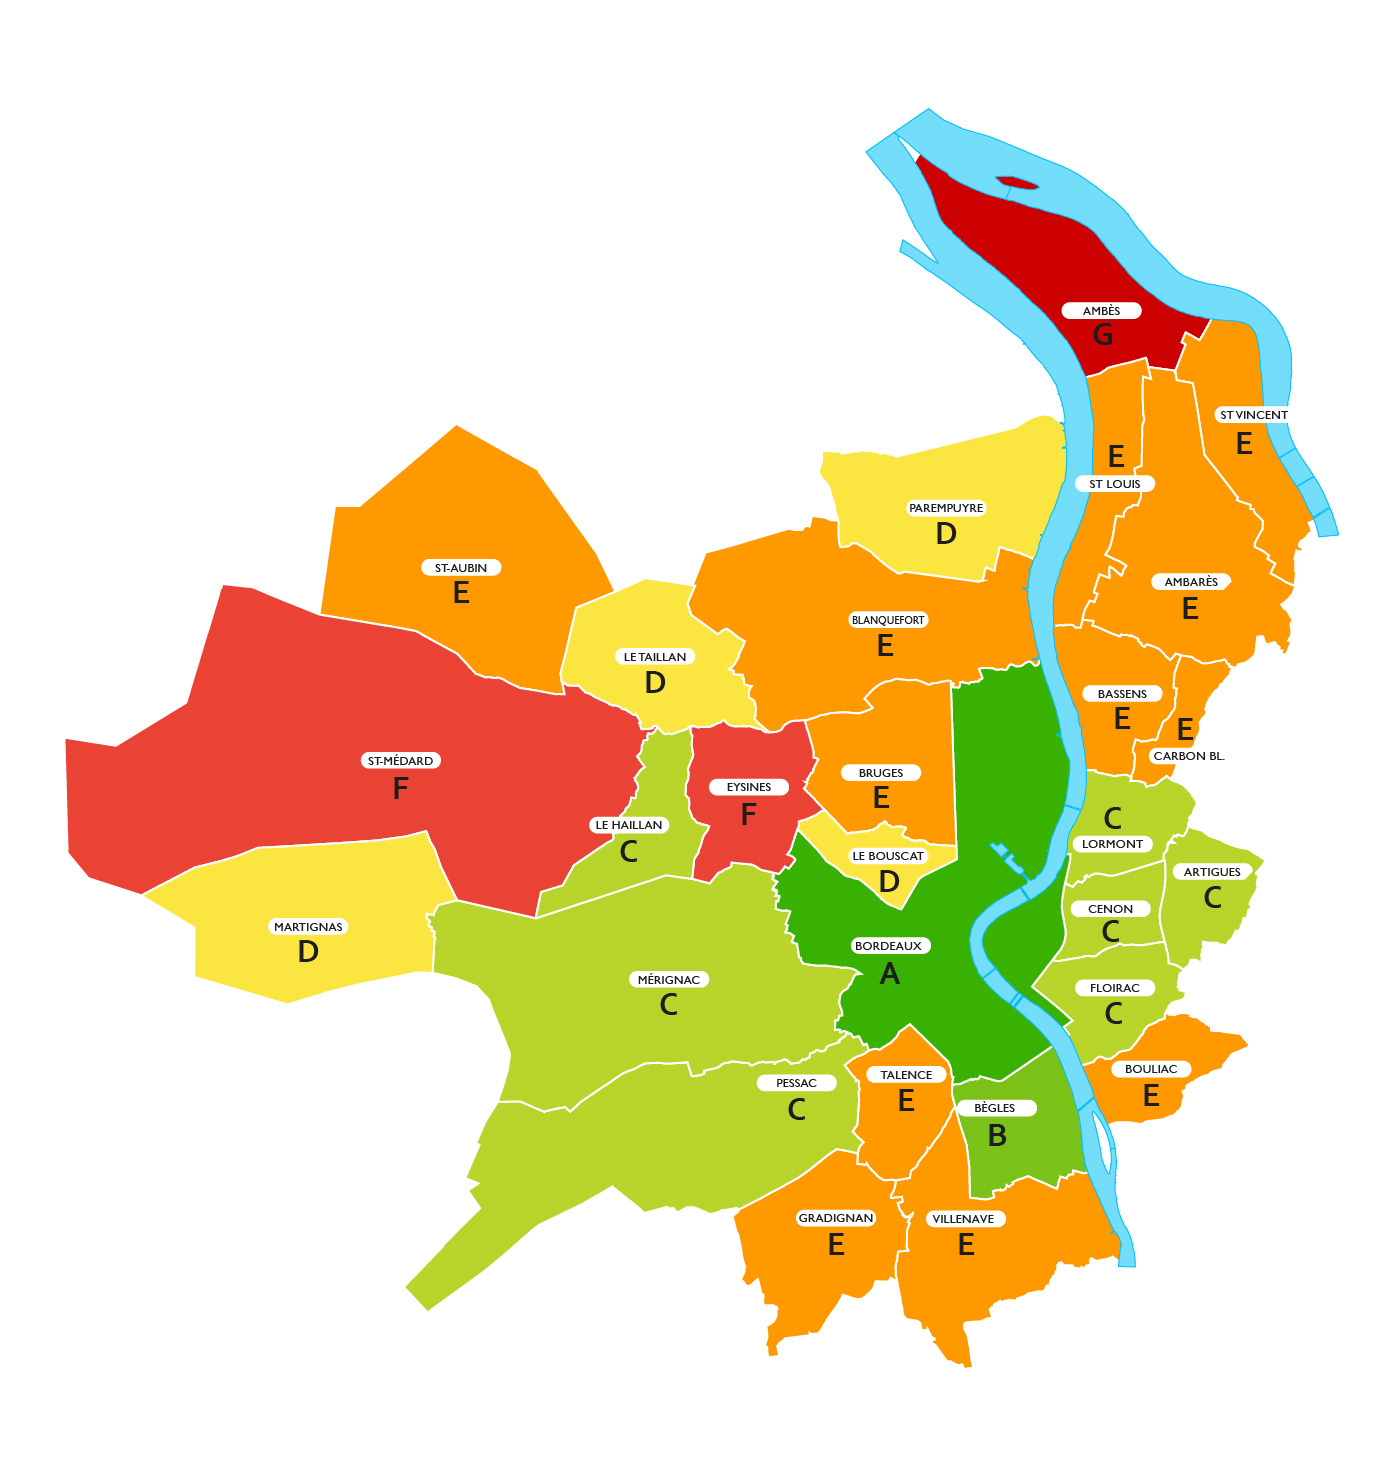 AMBÈS
G
ST VINCENT
E
E
ST LOUIS
PAREMPUYRE
D
ST-AUBIN
E
AMBARÈS
E
BLANQUEFORT
E
LE TAILLAN
D
BASSENS
E
E
CARBON BL.
ST-MÉDARD
F
BRUGES
E
EYSINES
F
LE HAILLAN
C
C
LORMONT
LE BOUSCAT
D
ARTIGUES
C
CENON
C
MARTIGNAS
D
BORDEAUX
A
MÉRIGNAC
C
FLOIRAC
C
BOULIAC
E
TALENCE
E
PESSAC
C
BÈGLES
B
GRADIGNAN
E
VILLENAVE
E